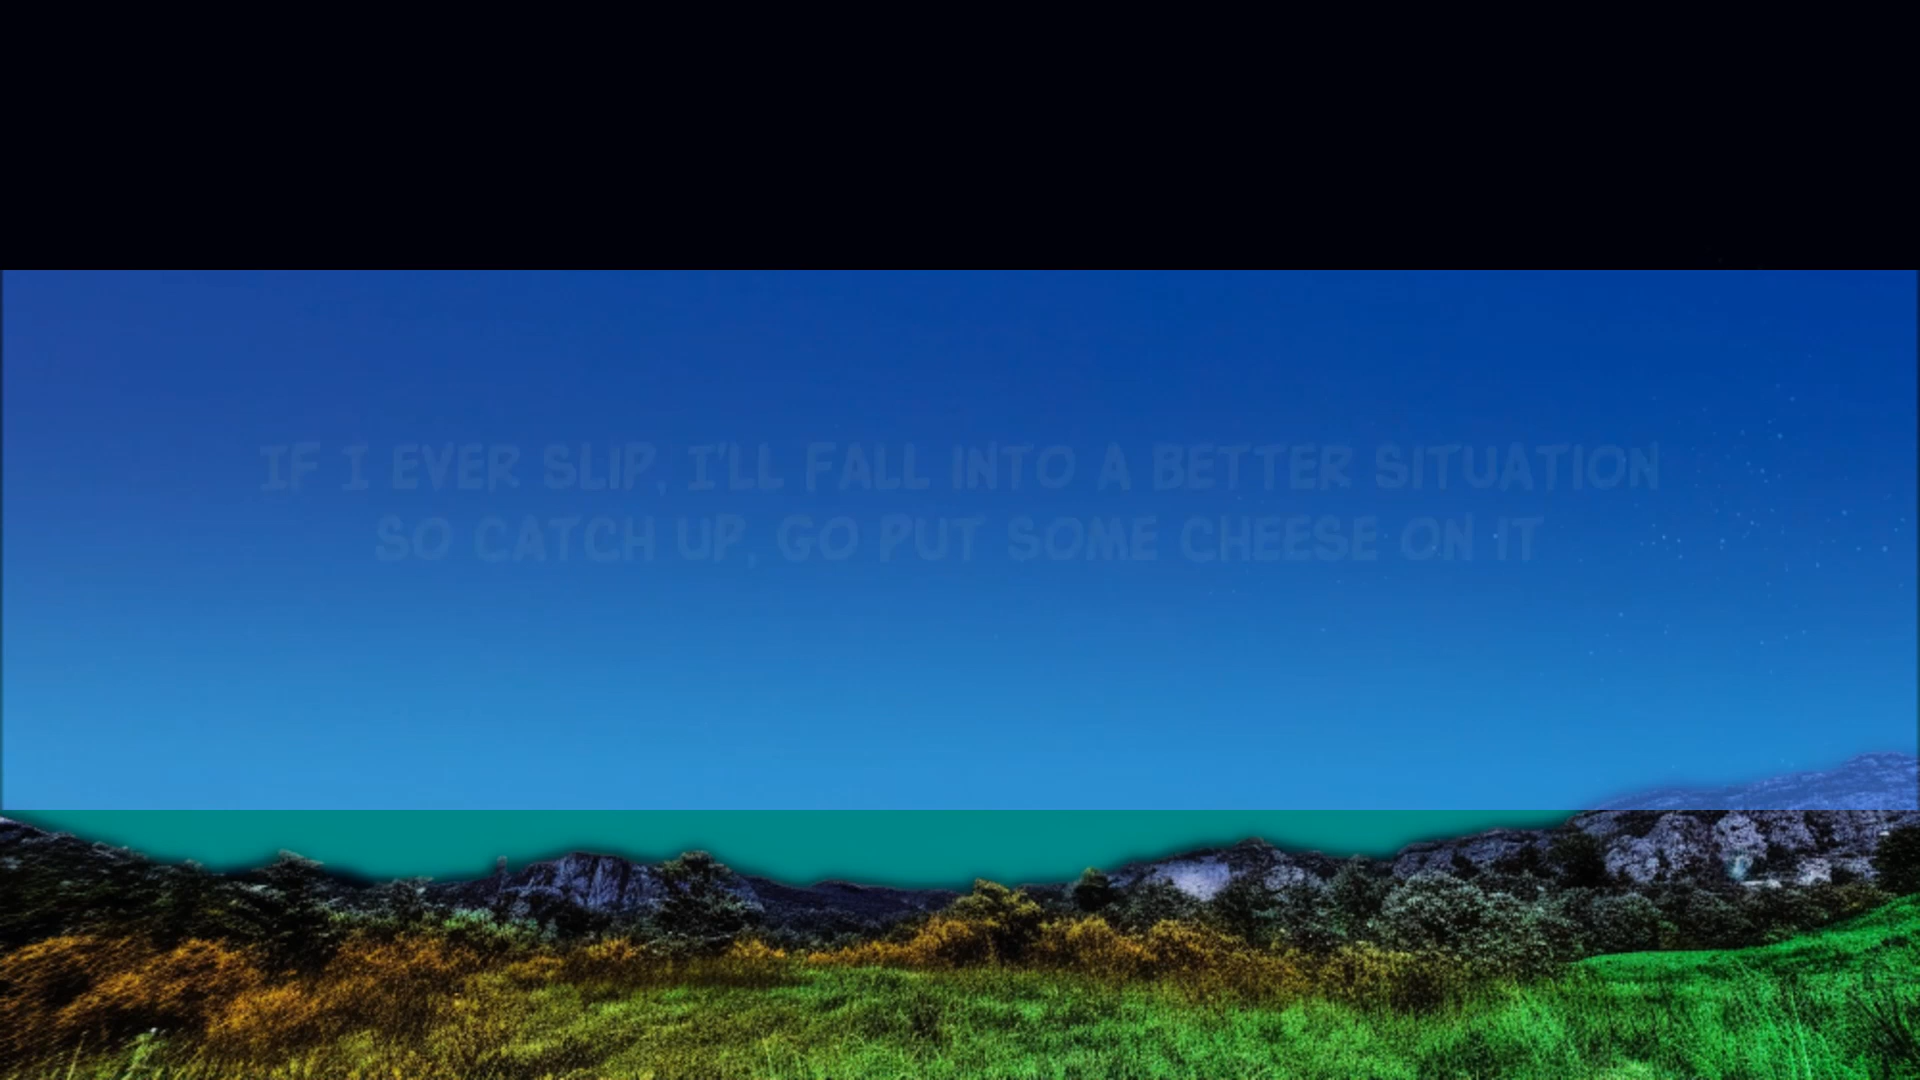 IF I EVER SLIP, I'LL FALL INTO A BETTER SITUATION
SO CATCH UP, GO PUT SOME CHEESE ON IT